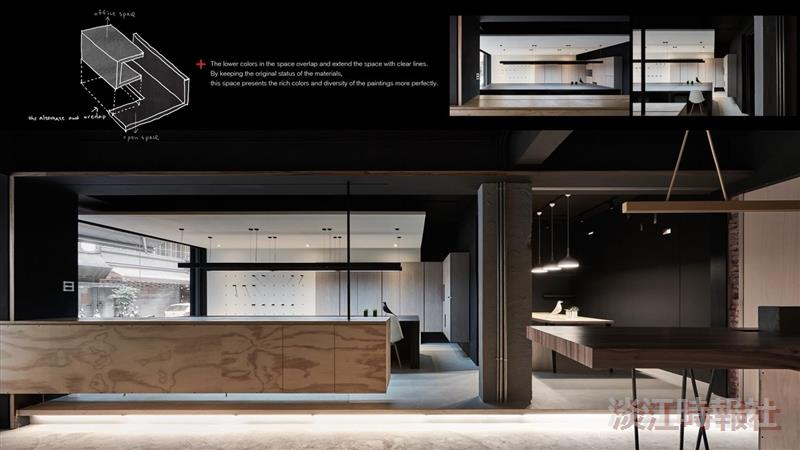 office space
The lower colors in the space overlap and extend the space with clear lines.
By keeping the original status of the materials,
this space presents the rich colors and diversity of the paintings more perfectly.
the alternate and overlap
open space
淡江時報社